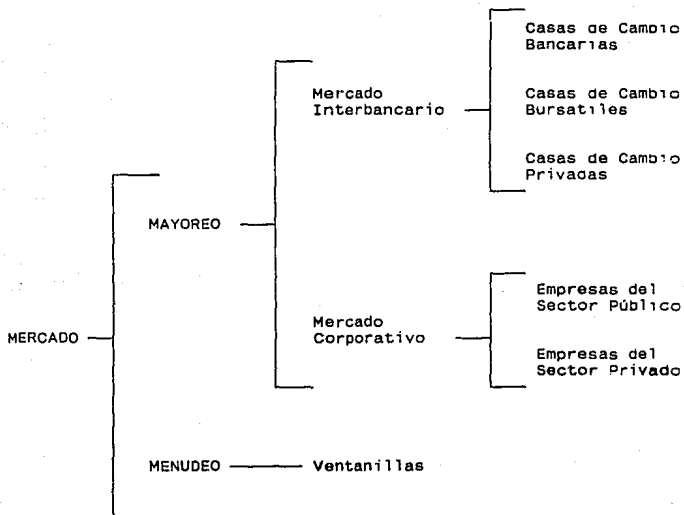 Casas de Cambio
Bancarias
Mercado
Interbancario
Casas de Cambio
Bursatiles
Casas de Cambio
Privadas
MAYOREO
Empresas del
Sector Público
Mercado
Corporativo
MERCADO
Empresas del
Sector Privado
MENUDEO
Ventanillas